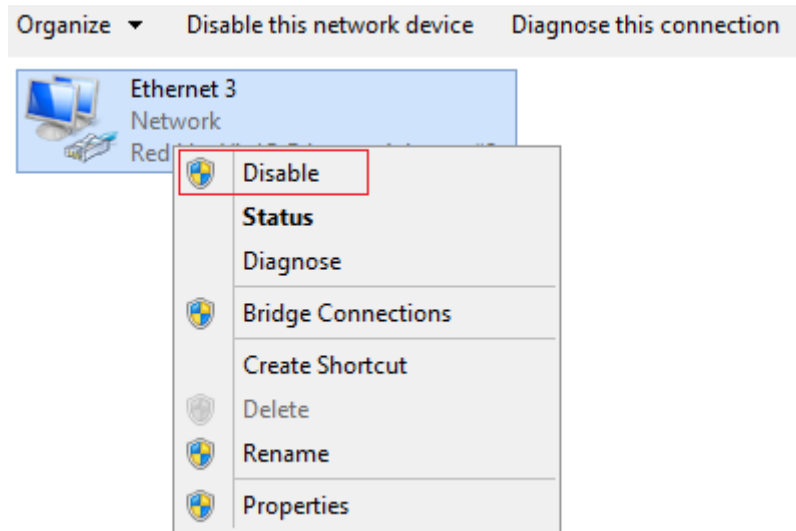 Organize Disable this network device Diagnose this connection
Ethernet 3
Network
Red
Disable
Status
Diagnose
Bridge Connections
Create Shortcut
Delete
Rename
Properties